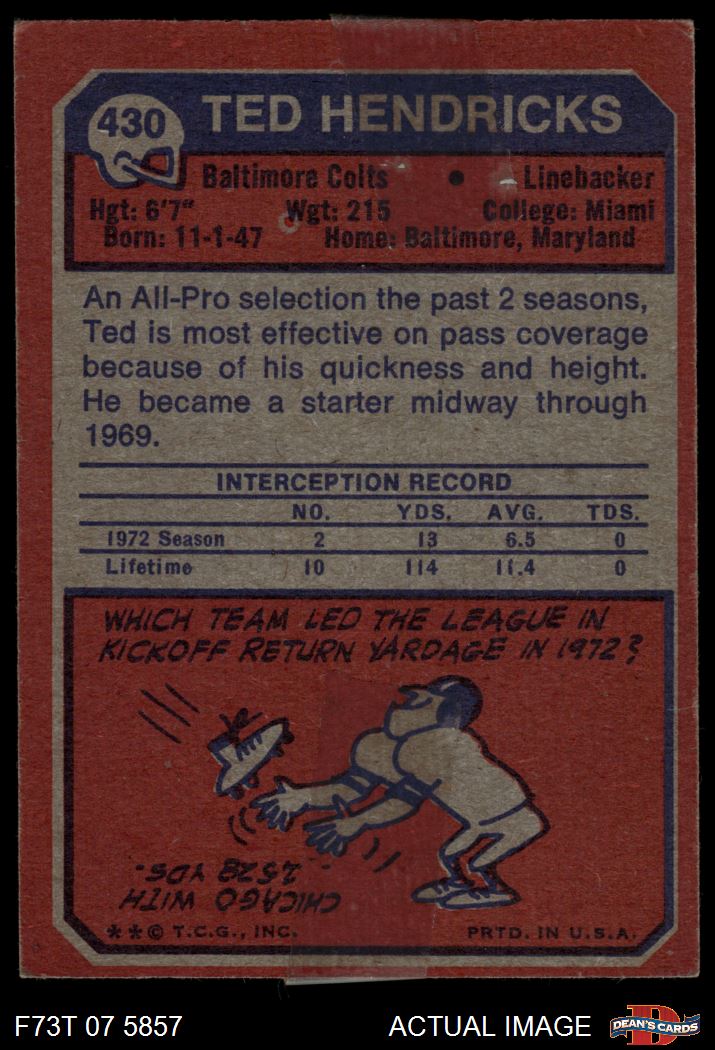 430 TED HENDRICKS
Baltimore Colts • Linebacker
Hgt: 6'7" Wgt: 215 College: Miami
Born: 11-1-47 Home: Baltimore, Maryland
An All-Pro selection the past 2 seasons,
Ted is most effective on pass coverage
because of his quickness and height.
He became a starter midway through
1969.
INTERCEPTION RECORD
NO. YDS. AVG. TDS.
1972 Season 2 13 6.5 0
Lifetime 10 114 11.4 0
WHICH TEAM LED THE LEAGUE IN
KICKOFF RETURN YARDAGE IN 1972?
CHICAGO WITH
2528 YDS.
**© T.C.G., INC. PRTD. IN U.S.A.
F73T 07 5857 ACTUAL IMAGE DEAN'S CARDS